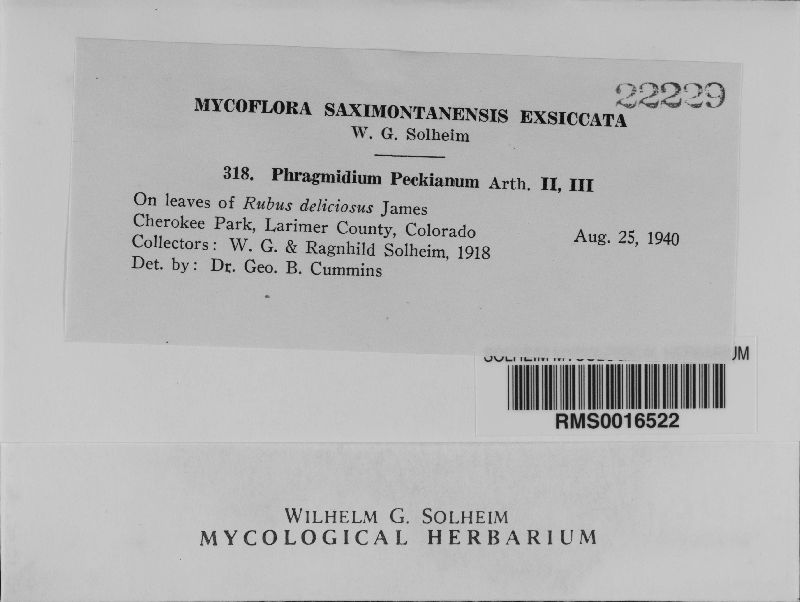 22229
MYCOFLORA SAXIMONTANENSIS EXSICCATA
W. G. Solheim
318. Phragmidium Peckianum Arth. II, III
On leaves of Rubus deliciosus James
Cherokee Park, Larimer County, Colorado Aug. 25, 1940
Collectors: W. G. & Ragnhild Solheim, 1918
Det. by: Dr. Geo. B. Cummins
RMS0016522
WILHELM G. SOLHEIM
MYCOLOGICAL HERBARIUM